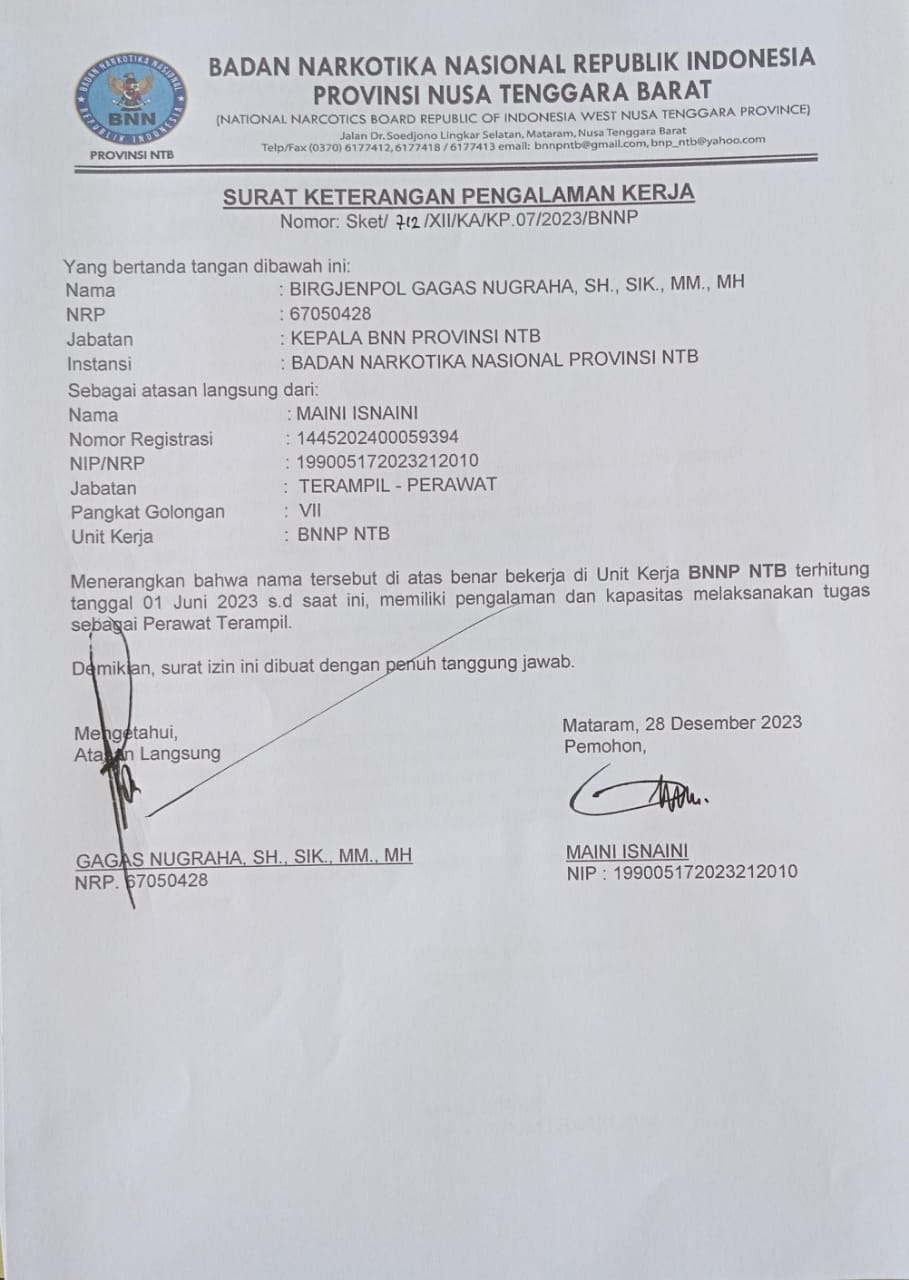 BADAN NARKOTIKA NASIONAL
REPUBLIK INDONESIA
BNN
PROVINSI NTB
BADAN NARKOTIKA NASIONAL REPUBLIK INDONESIA
PROVINSI NUSA TENGGARA BARAT
(NATIONAL NARCOTICS BOARD REPUBLIC OF INDONESIA WEST NUSA TENGGARA PROVINCE)
Jalan Dr. Soedjono Lingkar Selatan, Mataram, Nusa Tenggara Barat
Telp/Fax (0370) 6177412, 6177418 / 6177413 email: bnnpntb@gmail.com, bnp_ntb@yahoo.com
SURAT KETERANGAN PENGALAMAN KERJA
Nomor: Sket/ 712 /XII/KA/KP.07/2023/BNNP
Yang bertanda tangan dibawah ini:
Nama : BIRGJENPOL GAGAS NUGRAHA, SH., SIK., MM., MH
NRP : 67050428
Jabatan : KEPALA BNN PROVINSI NTB
Instansi : BADAN NARKOTIKA NASIONAL PROVINSI NTB
Sebagai atasan langsung dari:
Nama : MAINI ISNAINI
Nomor Registrasi : 1445202400059394
NIP/NRP : 199005172023212010
Jabatan : TERAMPIL - PERAWAT
Pangkat Golongan : VII
Unit Kerja : BNNP NTB
Menerangkan bahwa nama tersebut di atas benar bekerja di Unit Kerja BNNP NTB terhitung
tanggal 01 Juni 2023 s.d saat ini, memiliki pengalaman dan kapasitas melaksanakan tugas
sebagai Perawat Terampil.
Demikian, surat izin ini dibuat dengan penuh tanggung jawab.
Mengetahui,
Atasan Langsung
GAGAS NUGRAHA, SH., SIK., MM., MH
NRP. 67050428
Mataram, 28 Desember 2023
Pemohon,
MAINI ISNAINI
NIP : 199005172023212010